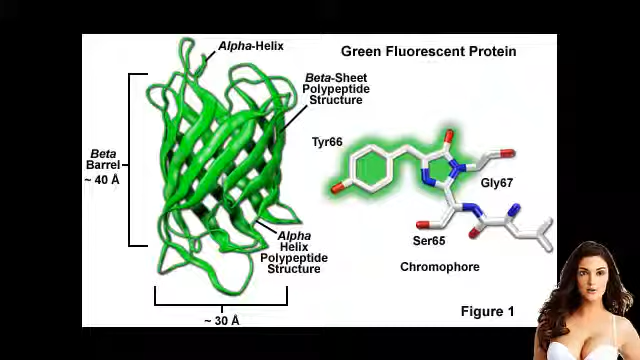 Green Fluorescent Protein
Alpha-Helix
Beta-Sheet
Polypeptide
Structure
Beta
Barrel
~ 40 Å
Alpha
Helix
Polypeptide
Structure
~ 30 Å
Tyr66
Gly67
Ser65
Chromophore
Figure 1